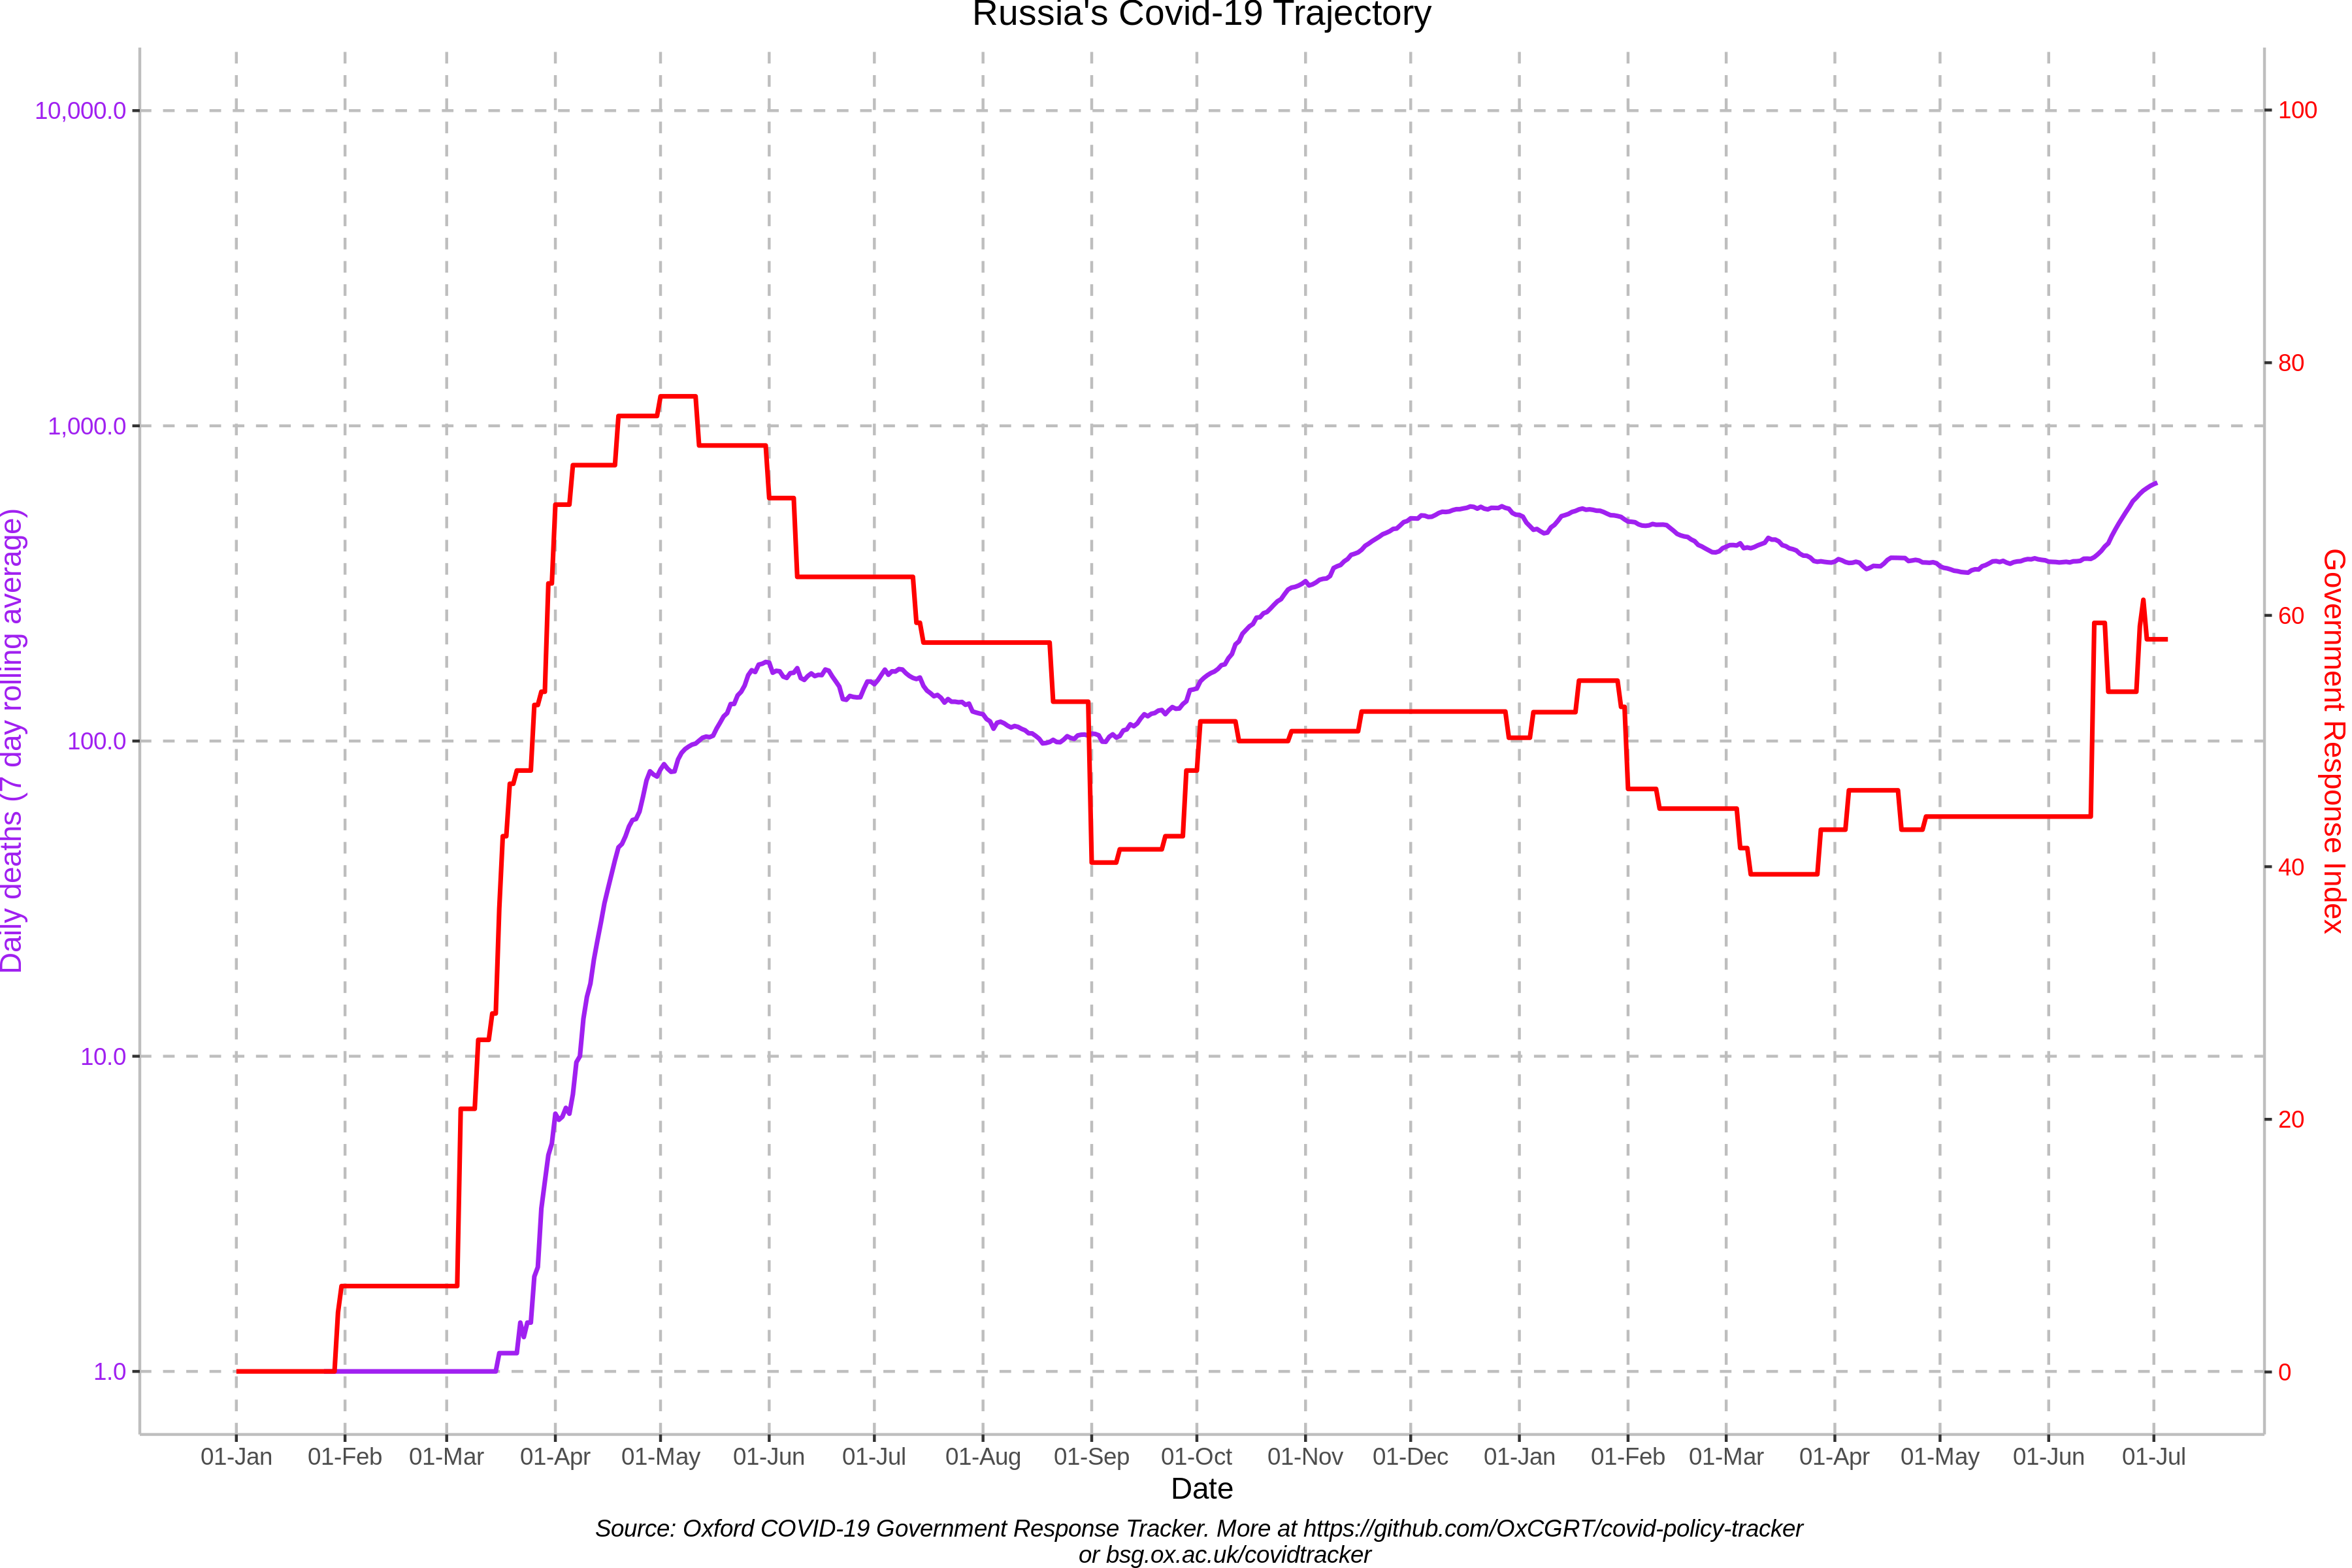 Russia's Covid-19 Trajectory
10,000.0
1,000.0
100.0
10.0
1.0
Daily deaths (7 day rolling average)
100
80
60
40
20
0
Government Response Index
01-Jan 01-Feb 01-Mar 01-Apr 01-May 01-Jun 01-Jul 01-Aug 01-Sep 01-Oct 01-Nov 01-Dec 01-Jan 01-Feb 01-Mar 01-Apr 01-May 01-Jun 01-Jul
Date
Source: Oxford COVID-19 Government Response Tracker. More at https://github.com/OxCGRT/covid-policy-tracker
or bsg.ox.ac.uk/covidtracker